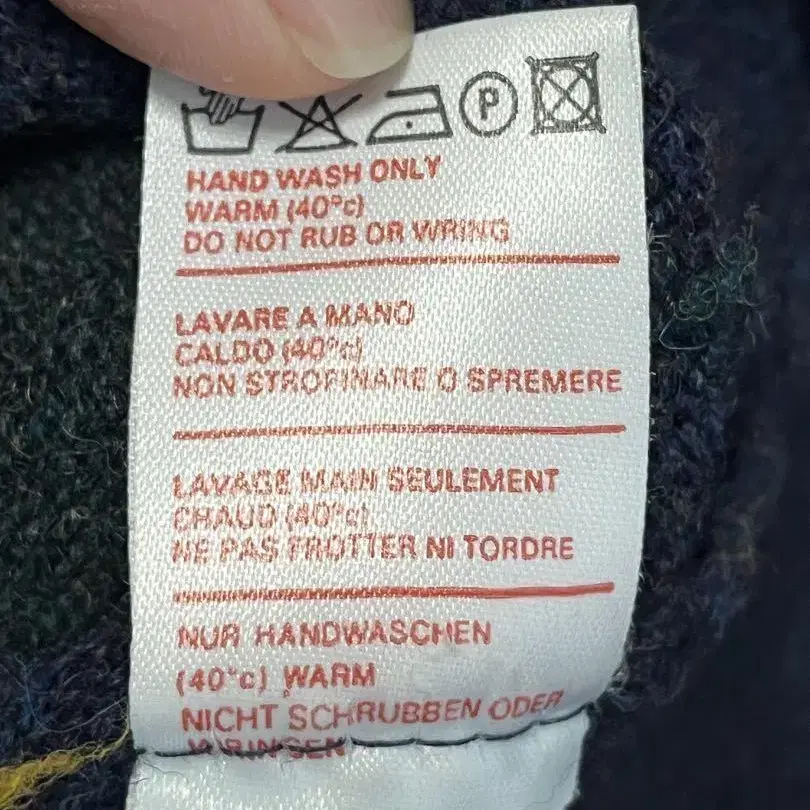 P
HAND WASH ONLY
WARM (40°c)
DO NOT RUB OR WRING
LAVARE A MANO
CALDO (40°c)
NON STROFINARE O SPREMERE
LAVAGE MAIN SEULEMENT
CHAUD (40°c)
NE PAS FROTTER NI TORDRE
NUR HANDWASCHEN
(40°c) WARM
NICHT SCHRUBBEN ODER
WRINGEN